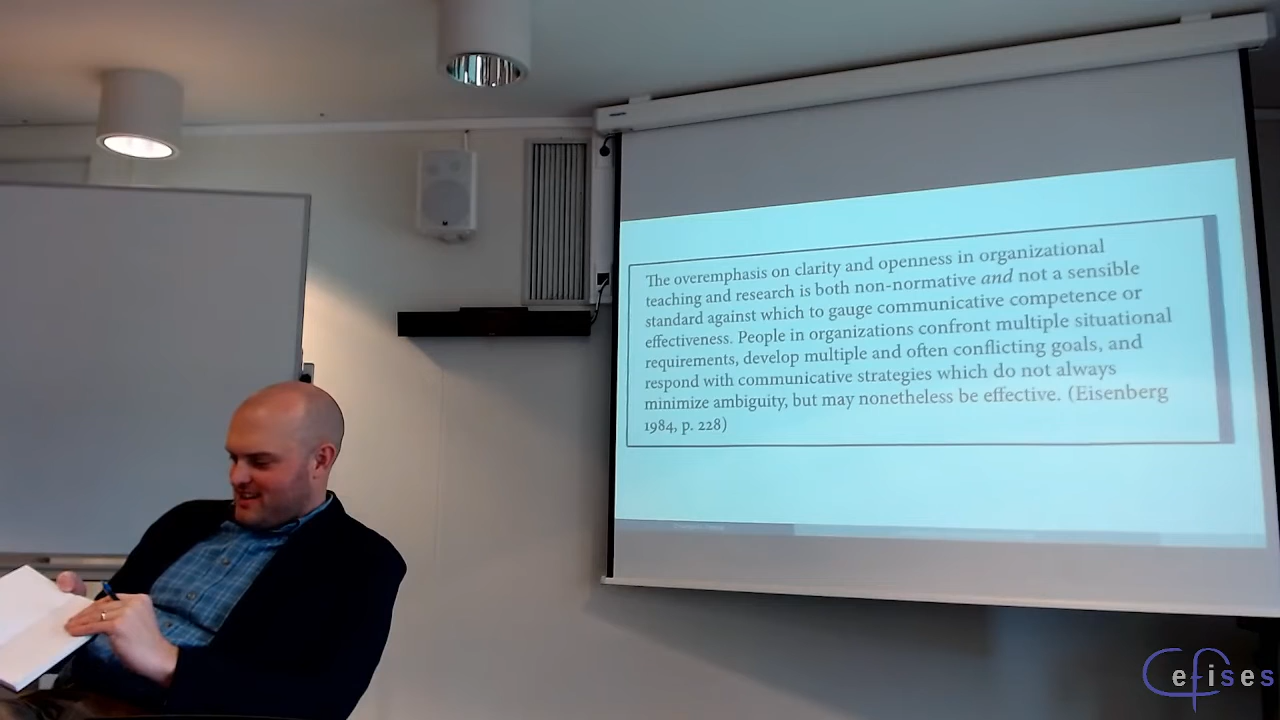 The overemphasis on clarity and openness in organizational
teaching and research is both non-normative and not a sensible
standard against which to gauge communicative competence or
effectiveness. People in organizations confront multiple situational
requirements, develop multiple and often conflicting goals, and
respond with communicative strategies which do not always
minimize ambiguity, but may nonetheless be effective. (Eisenberg
1984, p. 228)
Cefises